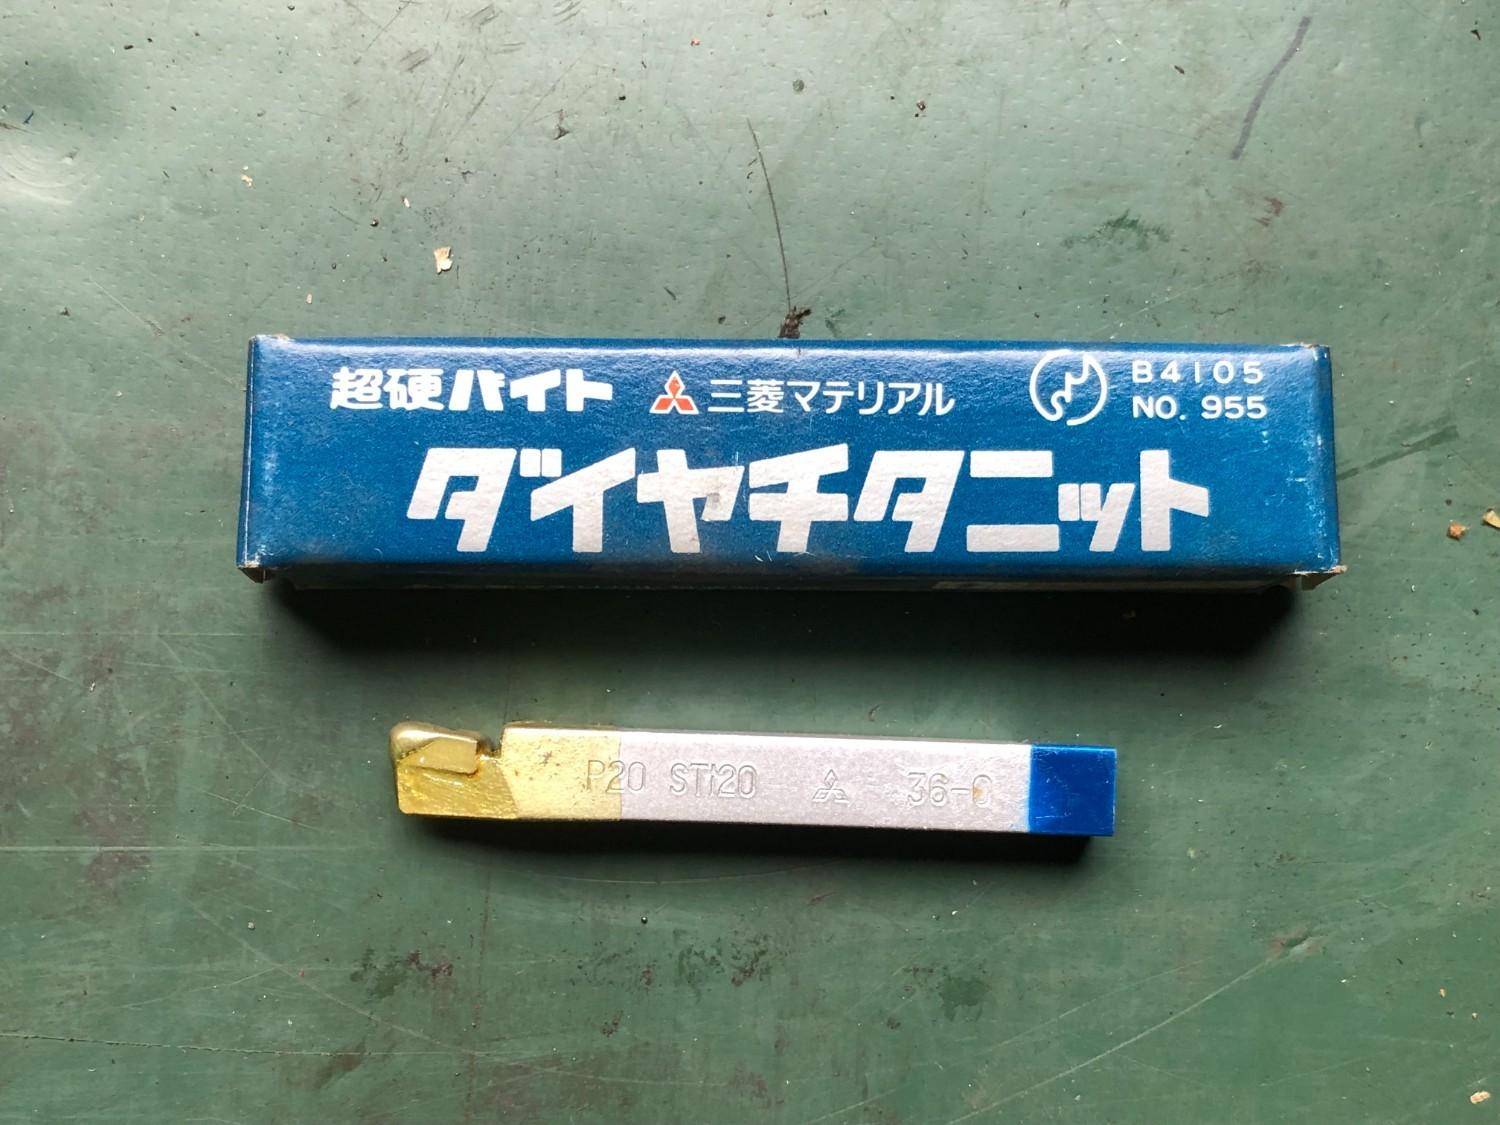 超硬バイト 三菱マテリアル B4105
NO. 955
ダイヤチタニット
P20 STi20 36-0